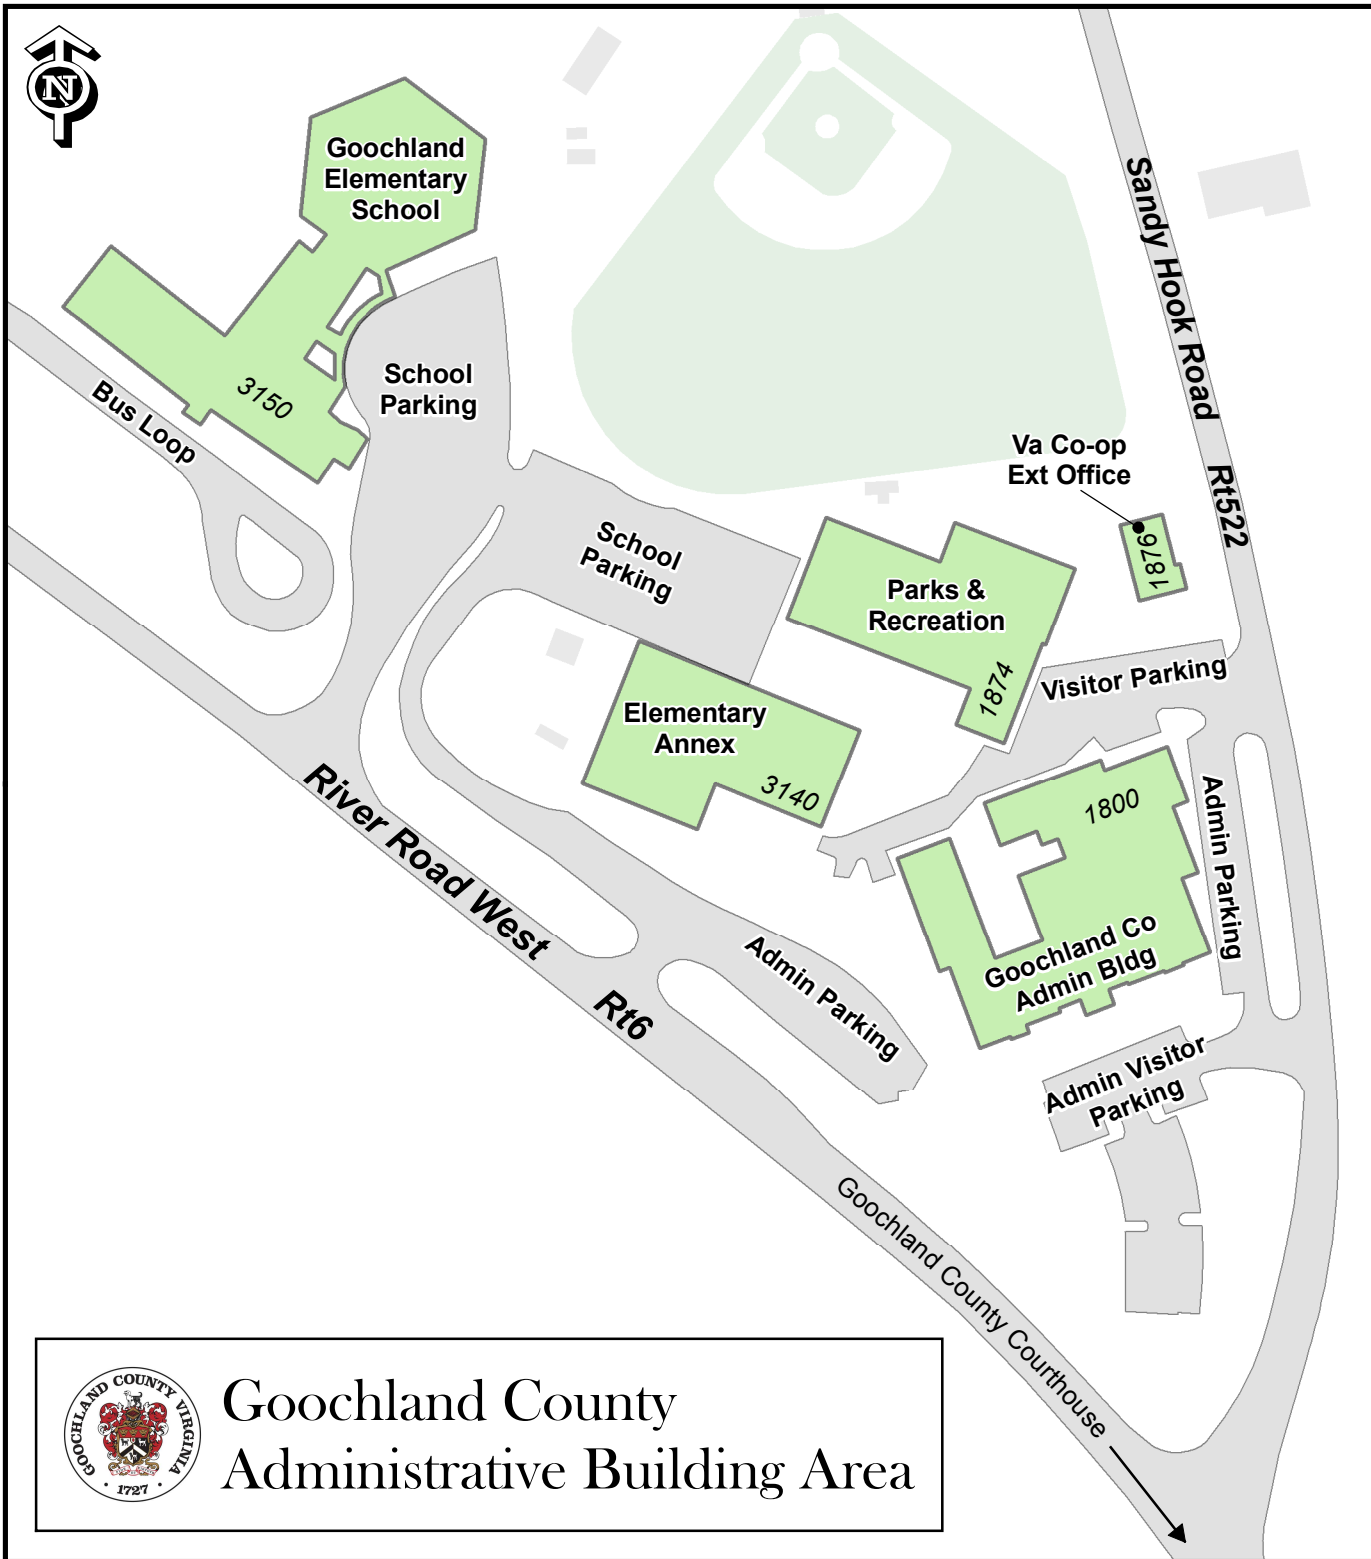 N
Goochland
Elementary
School
3150
Bus Loop
School
Parking
Sandy Hook Road Rt522
Va Co-op
Ext Office
1876
School
Parking
Parks &
Recreation
1874
Visitor Parking
Elementary
Annex
3140
1800
Admin Parking
River Road West Rt6
Goochland Co
Admin Bldg
Admin Parking
Admin Visitor
Parking
Goochland County Courthouse
GOOCHLAND COUNTY VIRGINIA
· 1727 ·
Goochland County
Administrative Building Area